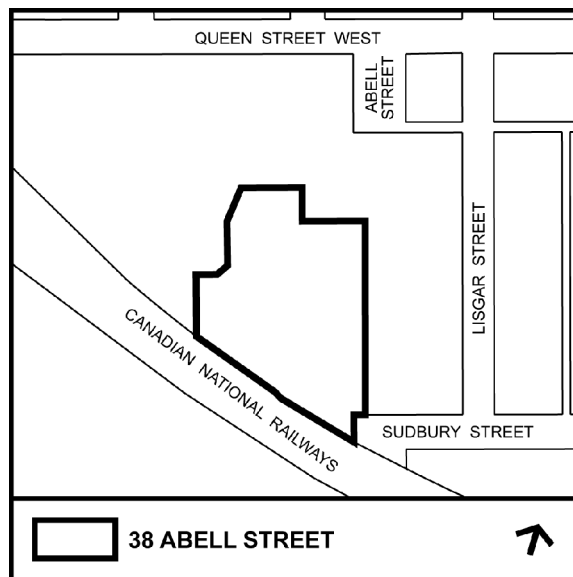 QUEEN STREET WEST
ABELL
STREET
LISGAR STREET
CANADIAN NATIONAL RAILWAYS
SUDBURY STREET
38 ABELL STREET